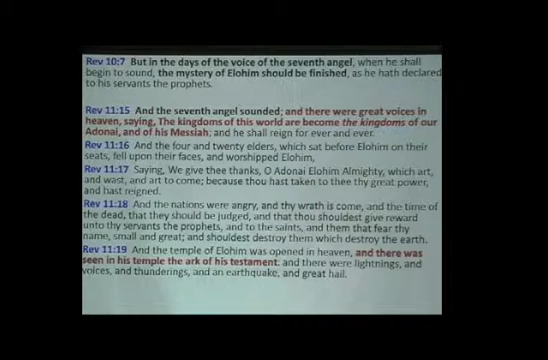 Rev 10:7 But in the days of the voice of the seventh angel, when he shall
begin to sound, the mystery of Elohim should be finished, as he hath declared
to his servants the prophets.
Rev 11:15 And the seventh angel sounded; and there were great voices in
heaven, saying, The kingdoms of this world are become the kingdoms of our
Adonai, and of his Messiah; and he shall reign for ever and ever.
Rev 11:16 And the four and twenty elders, which sat before Elohim on their
seats, fell upon their faces, and worshipped Elohim,
Rev 11:17 Saying, We give thee thanks, O Adonai Elohim Almighty, which art,
and wast, and art to come; because thou hast taken to thee thy great power,
and hast reigned.
Rev 11:18 And the nations were angry, and thy wrath is come, and the time of
the dead, that they should be judged, and that thou shouldest give reward
unto thy servants the prophets, and to the saints, and them that fear thy
name, small and great; and shouldest destroy them which destroy the earth.
Rev 11:19 And the temple of Elohim was opened in heaven, and there was
seen in his temple the ark of his testament: and there were lightnings, and
voices, and thunderings, and an earthquake, and great hail.